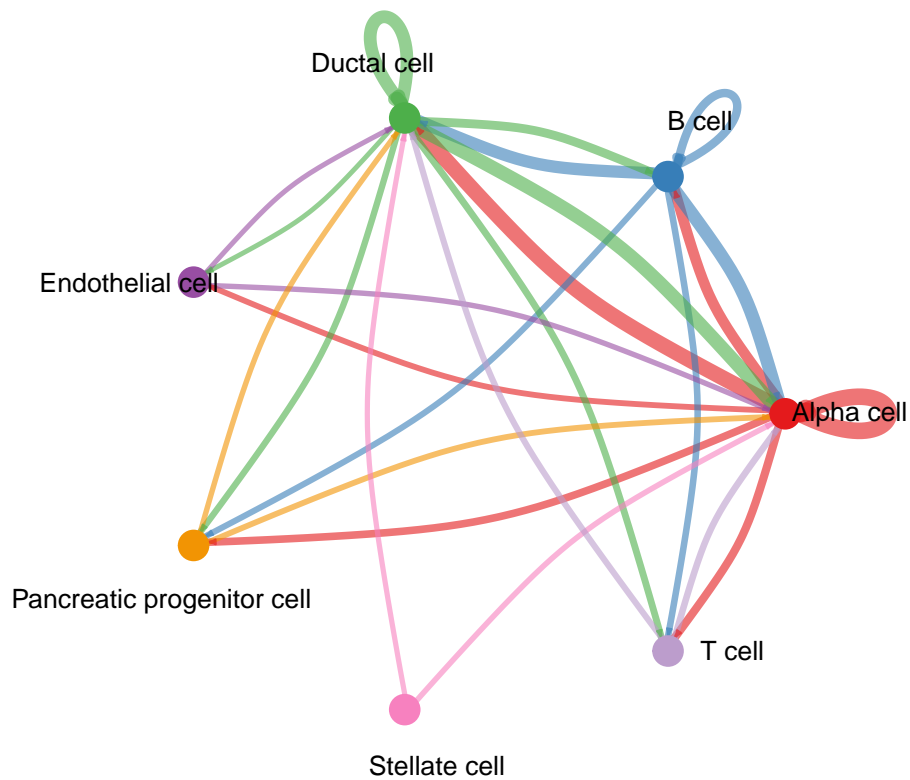 Ductal cell
B cell
Endothelial cell
Alpha cell
Pancreatic progenitor cell
T cell
Stellate cell